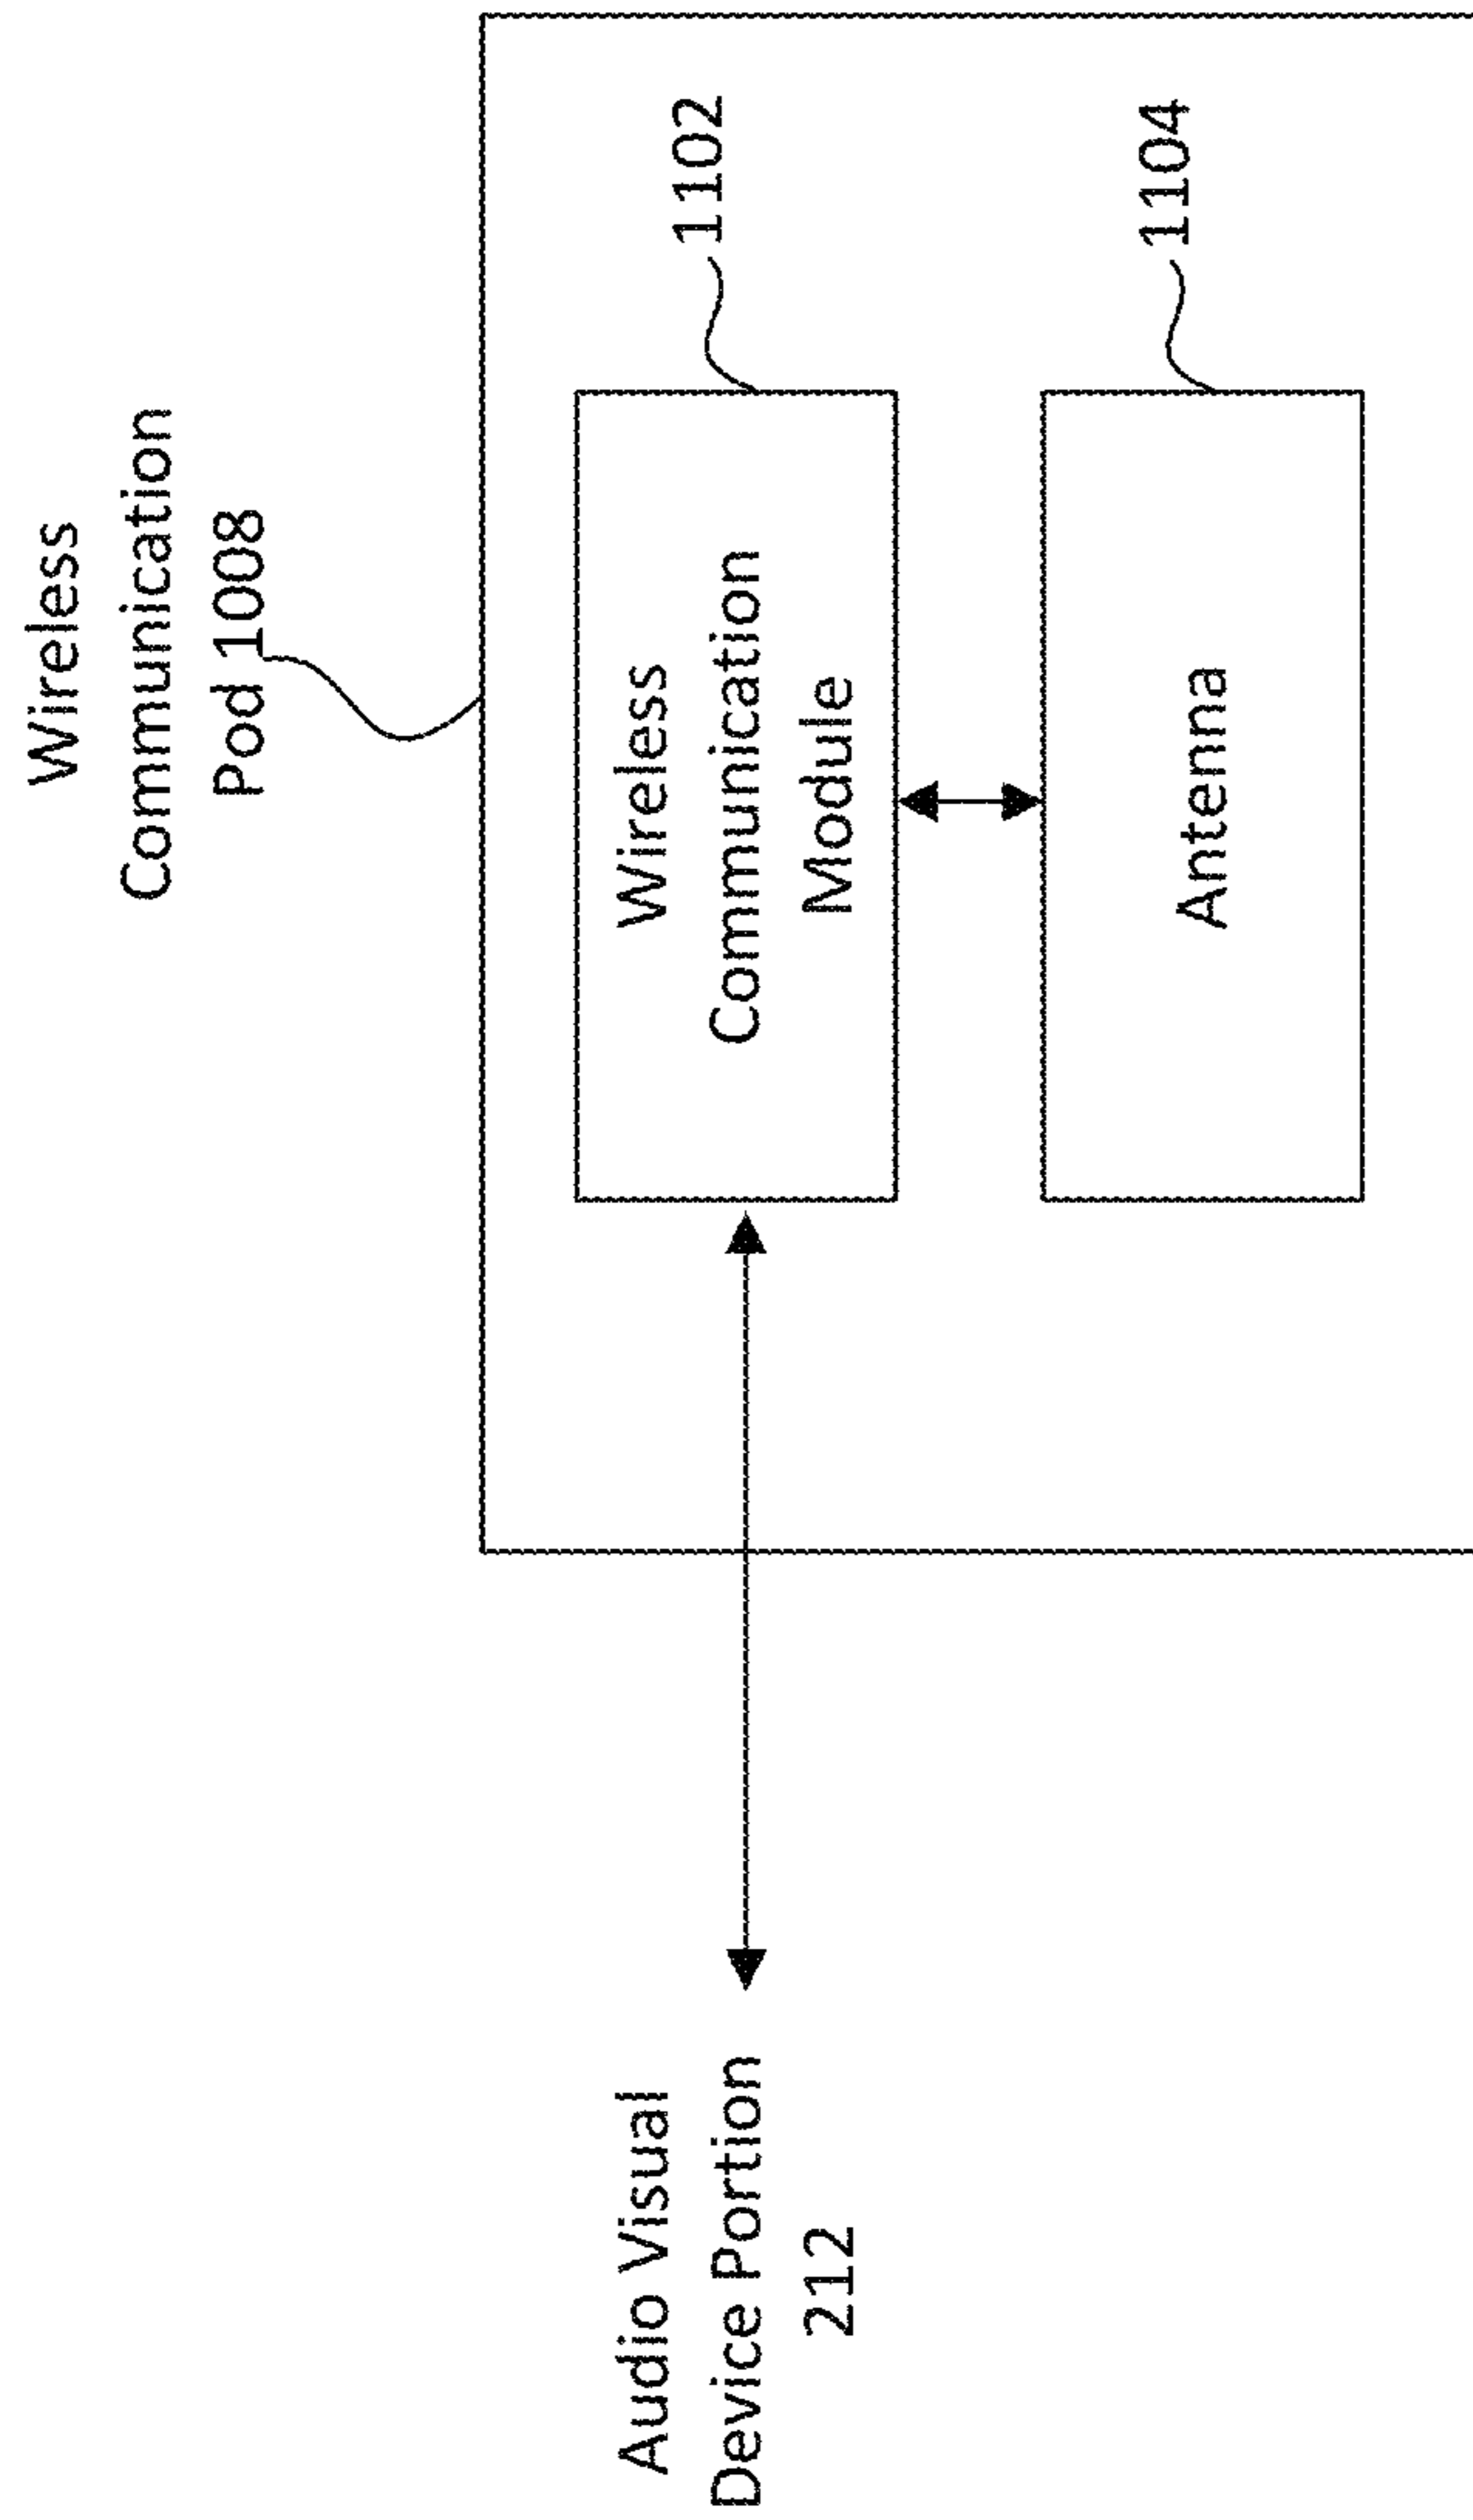 Wireless
Communication
Pod 1008
1102
Wireless
Communication
Module
1104
Antenna
Audio Visual
Device Portion
212